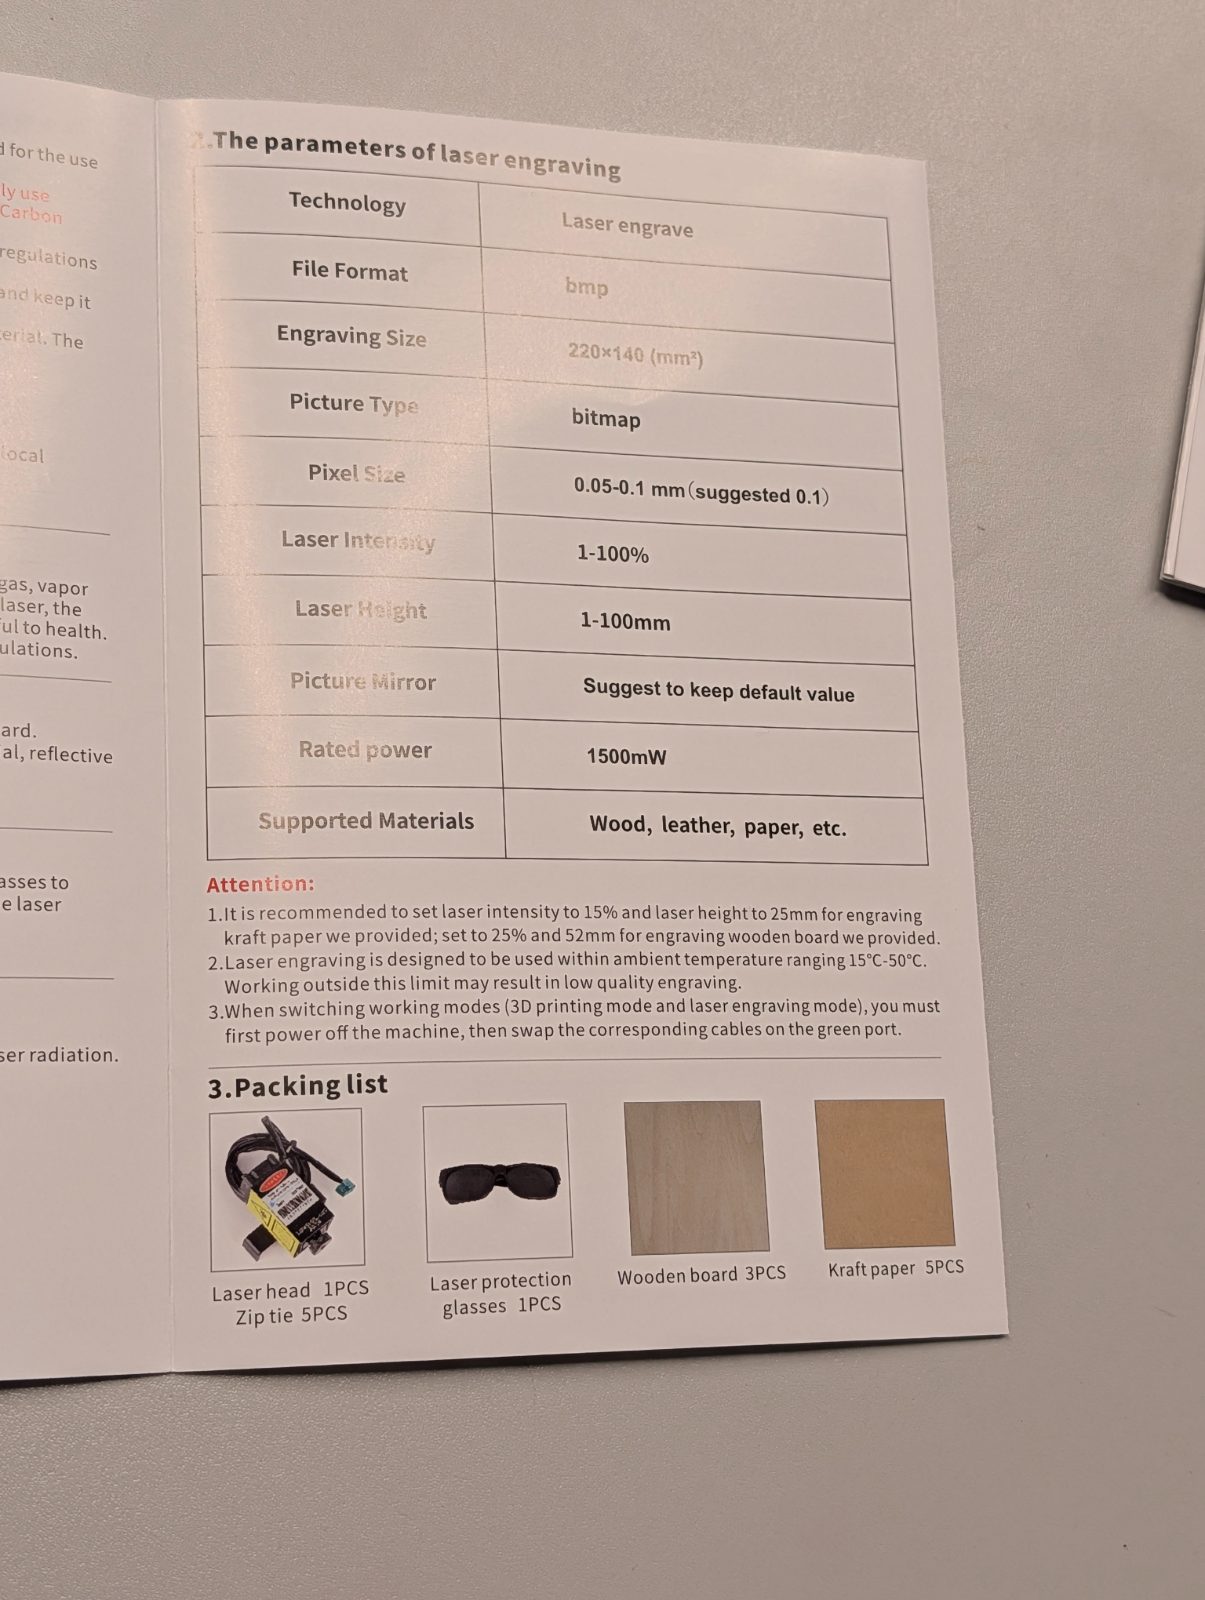 d for the use
ly use
Carbon
regulations
and keep it
erial. The
local
gas, vapor
laser, the
ful to health.
ulations.
ard.
al, reflective
asses to
e laser
ser radiation.
2.The parameters of laser engraving
Technology Laser engrave
File Format bmp
Engraving Size 220×140 (mm²)
Picture Type bitmap
Pixel Size 0.05-0.1 mm(suggested 0.1)
Laser Intensity 1-100%
Laser Height 1-100mm
Picture Mirror Suggest to keep default value
Rated power 1500mW
Supported Materials Wood, leather, paper, etc.
Attention:
1.It is recommended to set laser intensity to 15% and laser height to 25mm for engraving
kraft paper we provided; set to 25% and 52mm for engraving wooden board we provided.
2.Laser engraving is designed to be used within ambient temperature ranging 15℃-50℃.
Working outside this limit may result in low quality engraving.
3.When switching working modes (3D printing mode and laser engraving mode), you must
first power off the machine, then swap the corresponding cables on the green port.
3.Packing list
Laser head 1PCS
Zip tie 5PCS
Laser protection
glasses 1PCS
Wooden board 3PCS
Kraft paper 5PCS